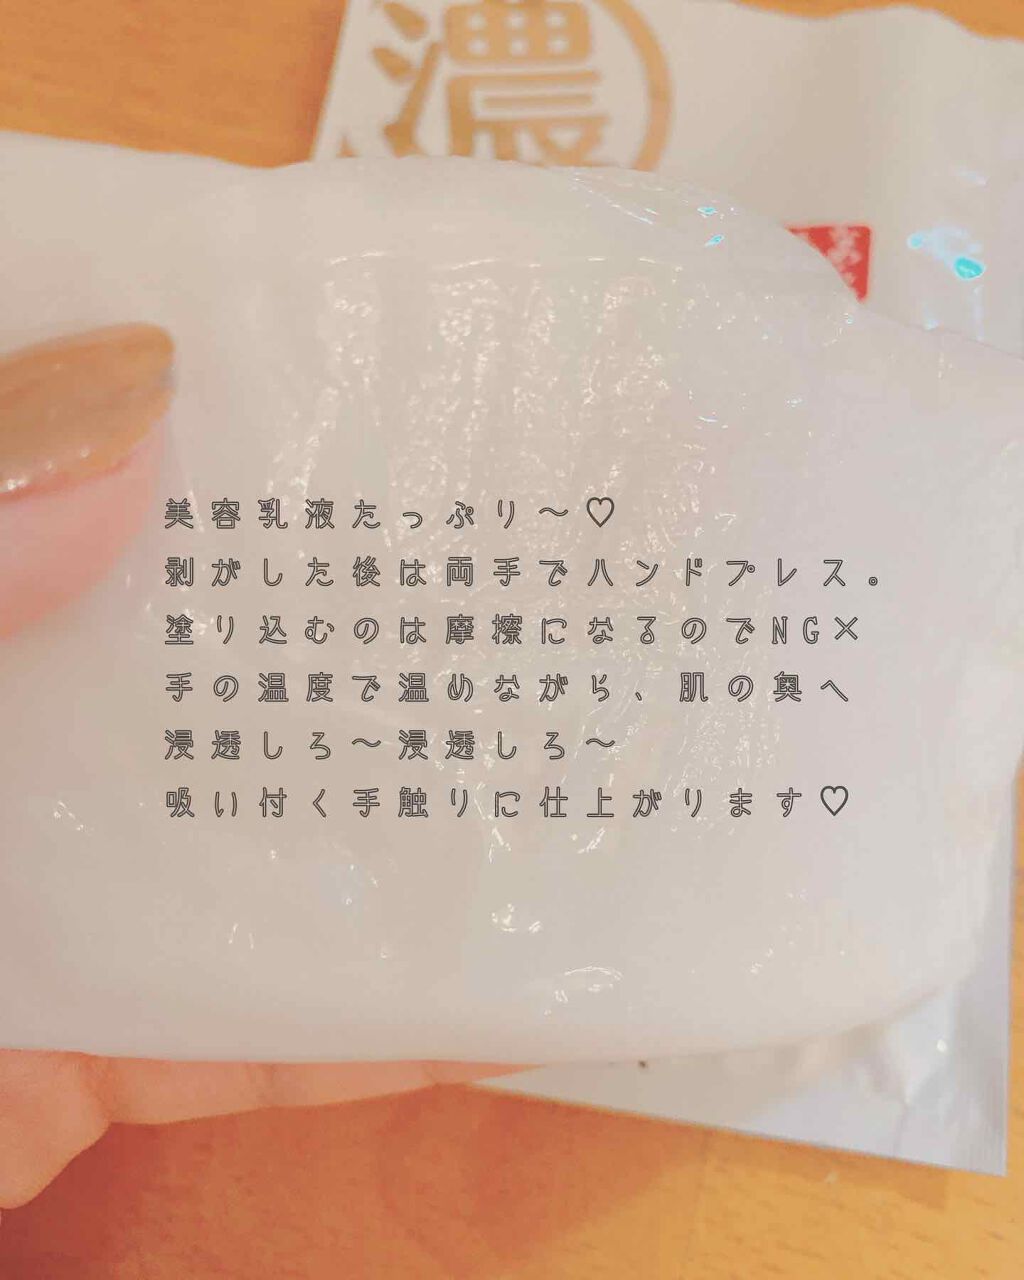 濃
美容乳液たっぷり〜♡
剥がした後は両手でハンドプレス。
塗り込むのは摩擦になるのでNG×
手の温度で温めながら、肌の奥へ
浸透しろ〜浸透しろ〜
吸い付く手触りに仕上がります♡